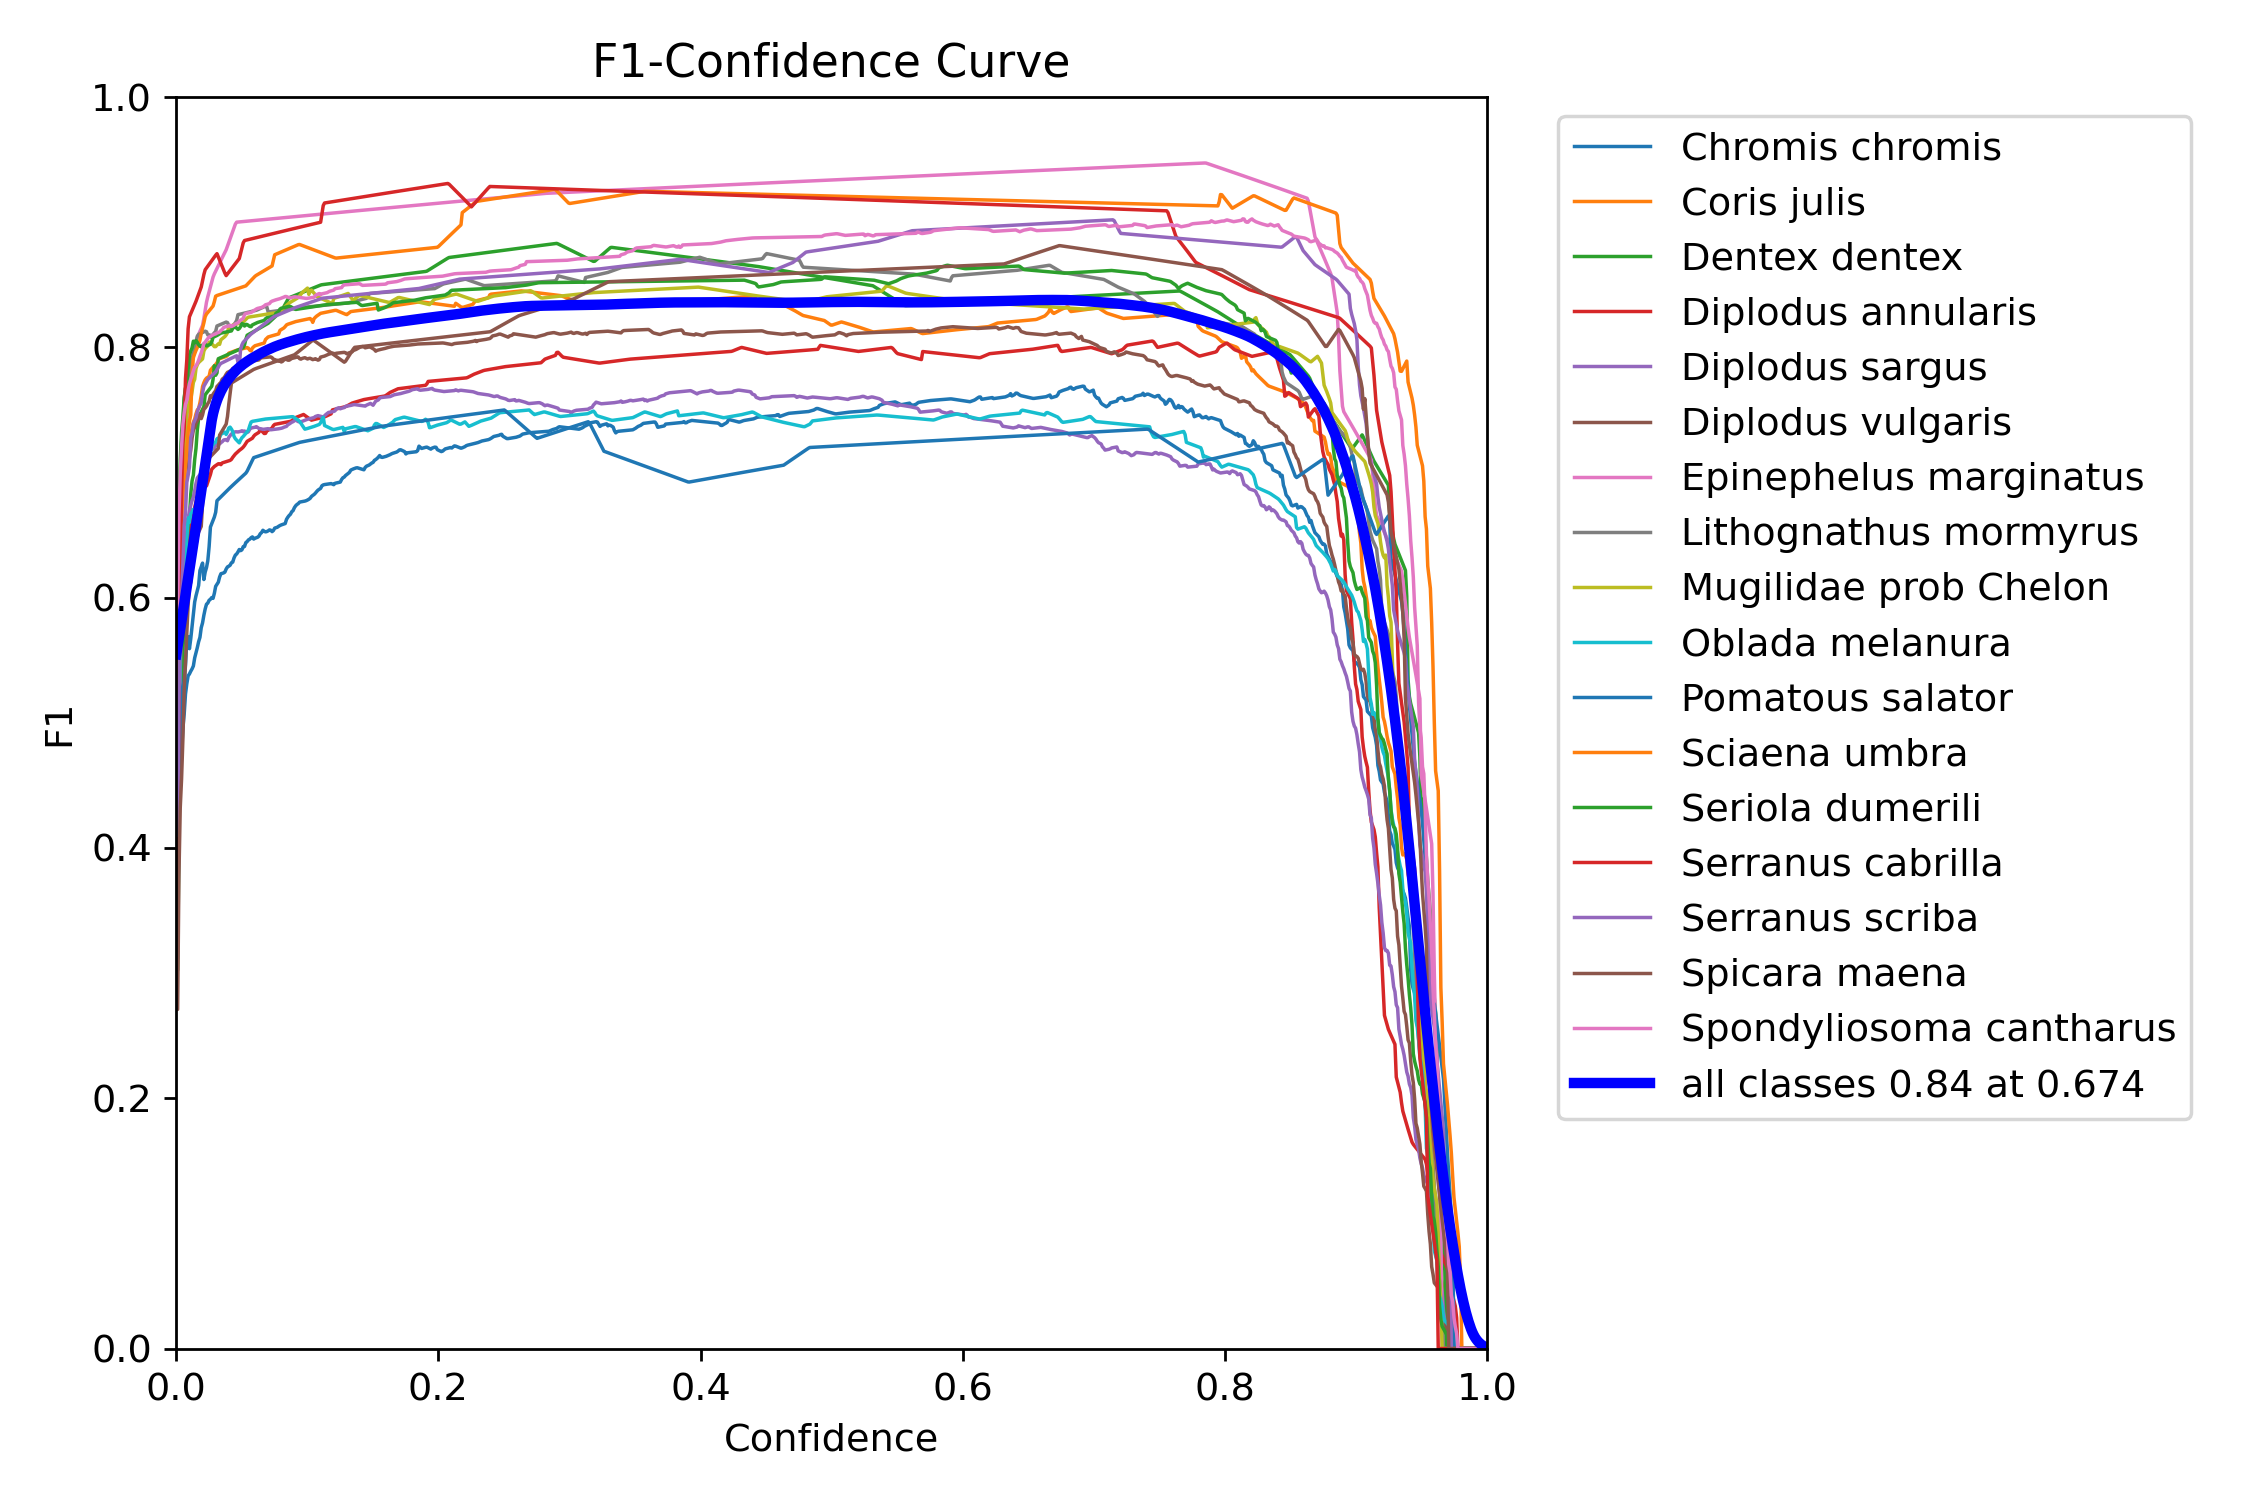 F1-Confidence Curve
1.0
0.8
0.6
0.4
0.2
0.0
F1
0.0 0.2 0.4 0.6 0.8 1.0
Confidence
Chromis chromis
Coris julis
Dentex dentex
Diplodus annularis
Diplodus sargus
Diplodus vulgaris
Epinephelus marginatus
Lithognathus mormyrus
Mugilidae prob Chelon
Oblada melanura
Pomatous salator
Sciaena umbra
Seriola dumerili
Serranus cabrilla
Serranus scriba
Spicara maena
Spondyliosoma cantharus
all classes 0.84 at 0.674